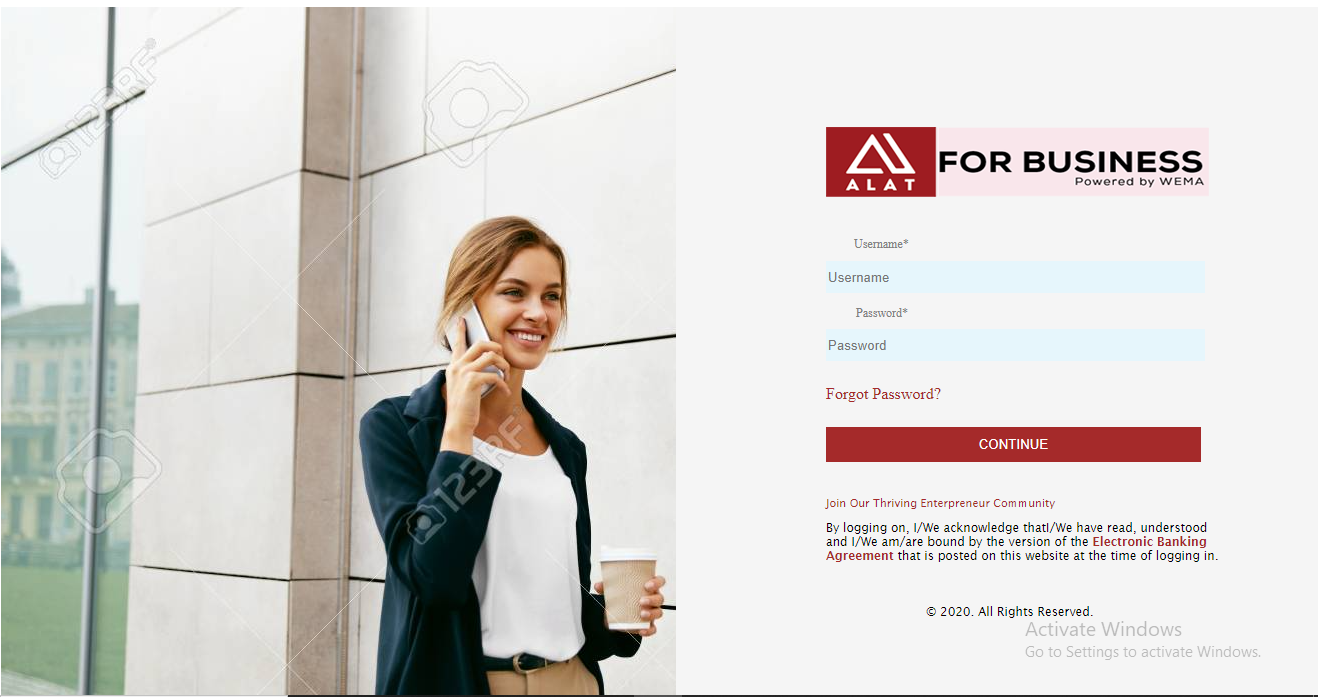 123RF
123RF
ALAT
FOR BUSINESS
Powered by WEMA
Username*
Username
Password*
Password
Forgot Password?
CONTINUE
Join Our Thriving Enterpreneur Community
By logging on, I/We acknowledge thatI/We have read, understood
and I/We am/are bound by the version of the Electronic Banking
Agreement that is posted on this website at the time of logging in.
© 2020. All Rights Reserved.
Activate Windows
Go to Settings to activate Windows.